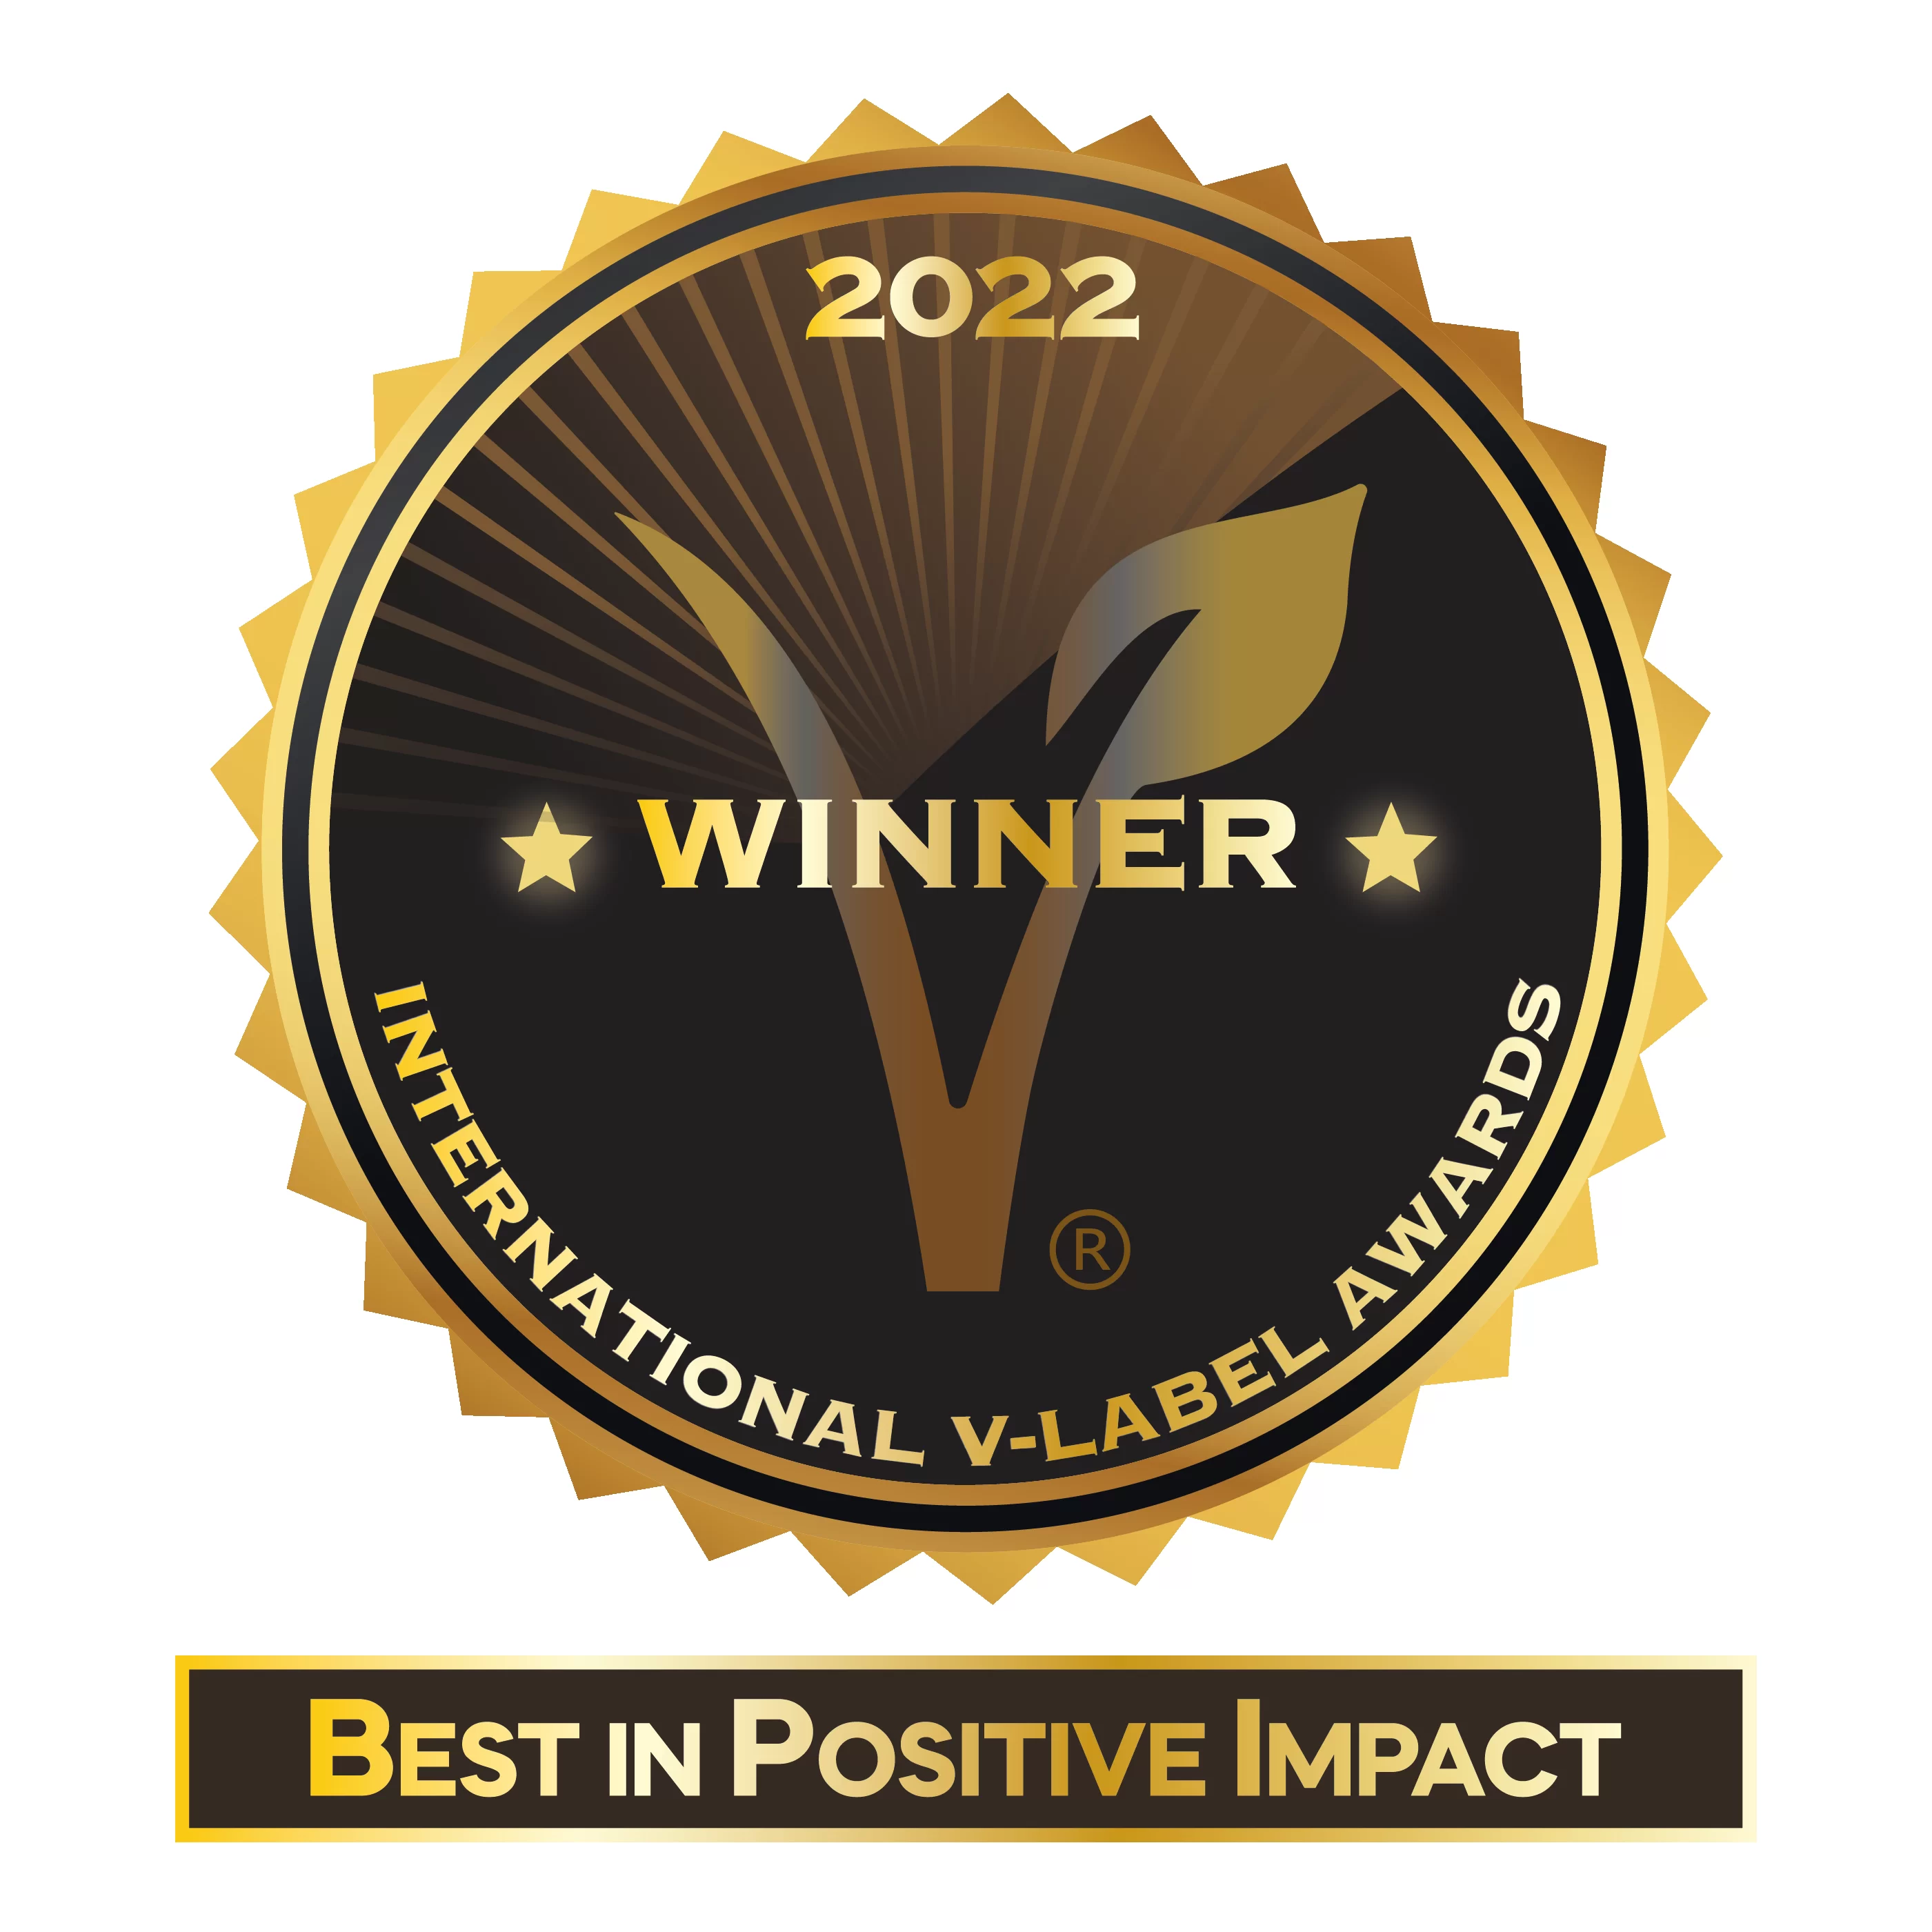 2022
WINNER
®
INTERNATIONAL V-LABEL AWARDS
BEST IN POSITIVE IMPACT